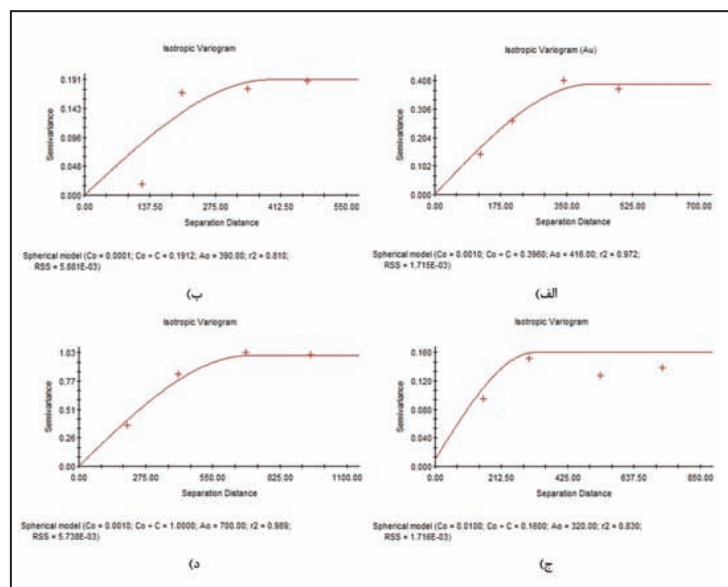 Isotropic Variogram
0.191
0.143
0.096
0.048
0.000
Semivariance
0.00 137.50 275.00 412.50 550.00
Separation Distance
Spherical model (Co = 0.0001; Co + C = 0.1912; Ao = 390.00; r2 = 0.810;
RSS = 5.881E-03)
ب)
Isotropic Variogram (Au)
0.408
0.306
0.204
0.102
0.000
Semivariance
0.00 175.00 350.00 525.00 700.00
Separation Distance
Spherical model (Co = 0.0010; Co + C = 0.3960; Ao = 416.00; r2 = 0.972;
RSS = 1.715E-03)
الف)
Isotropic Variogram
1.03
0.77
0.51
0.26
0.00
Semivariance
0.00 275.00 550.00 825.00 1100.00
Separation Distance
Spherical model (Co = 0.0010; Co + C = 1.0000; Ao = 700.00; r2 = 0.989;
RSS = 5.738E-03)
د)
Isotropic Variogram
0.160
0.120
0.080
0.040
0.000
Semivariance
0.00 212.50 425.00 637.50 850.00
Separation Distance
Spherical model (Co = 0.0100; Co + C = 0.1600; Ao = 320.00; r2 = 0.830;
RSS = 1.716E-03)
ج)